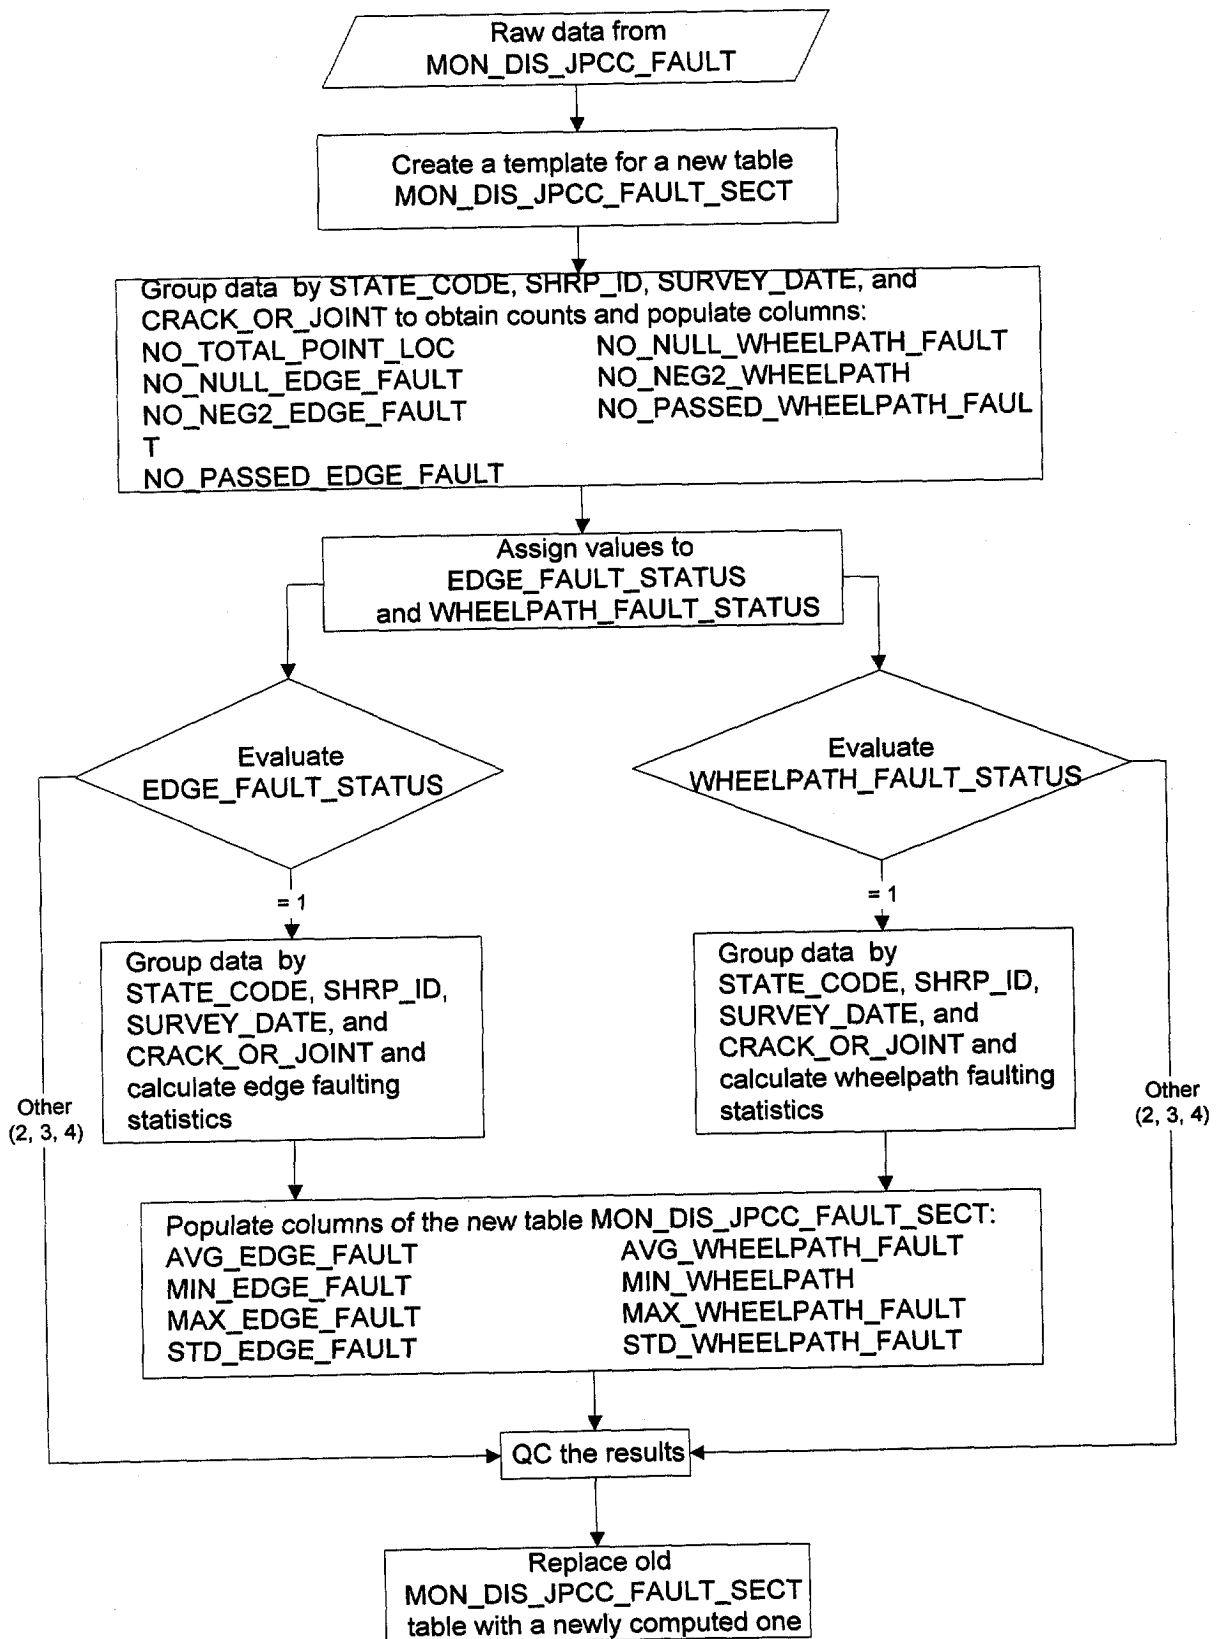 Raw data from
MON_DIS_JPCC_FAULT
Create a template for a new table
MON_DIS_JPCC_FAULT_SECT
Group data by STATE_CODE, SHRP_ID, SURVEY_DATE, and
CRACK_OR_JOINT to obtain counts and populate columns:
NO_TOTAL_POINT_LOC NO_NULL_WHEELPATH_FAULT
NO_NULL_EDGE_FAULT NO_NEG2_WHEELPATH
NO_NEG2_EDGE_FAULT NO_PASSED_WHEELPATH_FAUL
T
NO_PASSED_EDGE_FAULT
Assign values to
EDGE_FAULT_STATUS
and WHEELPATH_FAULT_STATUS
Evaluate
EDGE_FAULT_STATUS
Evaluate
WHEELPATH_FAULT_STATUS
= 1
= 1
Group data by
STATE_CODE, SHRP_ID,
SURVEY_DATE, and
CRACK_OR_JOINT and
calculate edge faulting
statistics
Group data by
STATE_CODE, SHRP_ID,
SURVEY_DATE, and
CRACK_OR_JOINT and
calculate wheelpath faulting
statistics
Other
(2, 3, 4)
Other
(2, 3, 4)
Populate columns of the new table MON_DIS_JPCC_FAULT_SECT:
AVG_EDGE_FAULT AVG_WHEELPATH_FAULT
MIN_EDGE_FAULT MIN_WHEELPATH
MAX_EDGE_FAULT MAX_WHEELPATH_FAULT
STD_EDGE_FAULT STD_WHEELPATH_FAULT
QC the results
Replace old
MON_DIS_JPCC_FAULT_SECT
table with a newly computed one